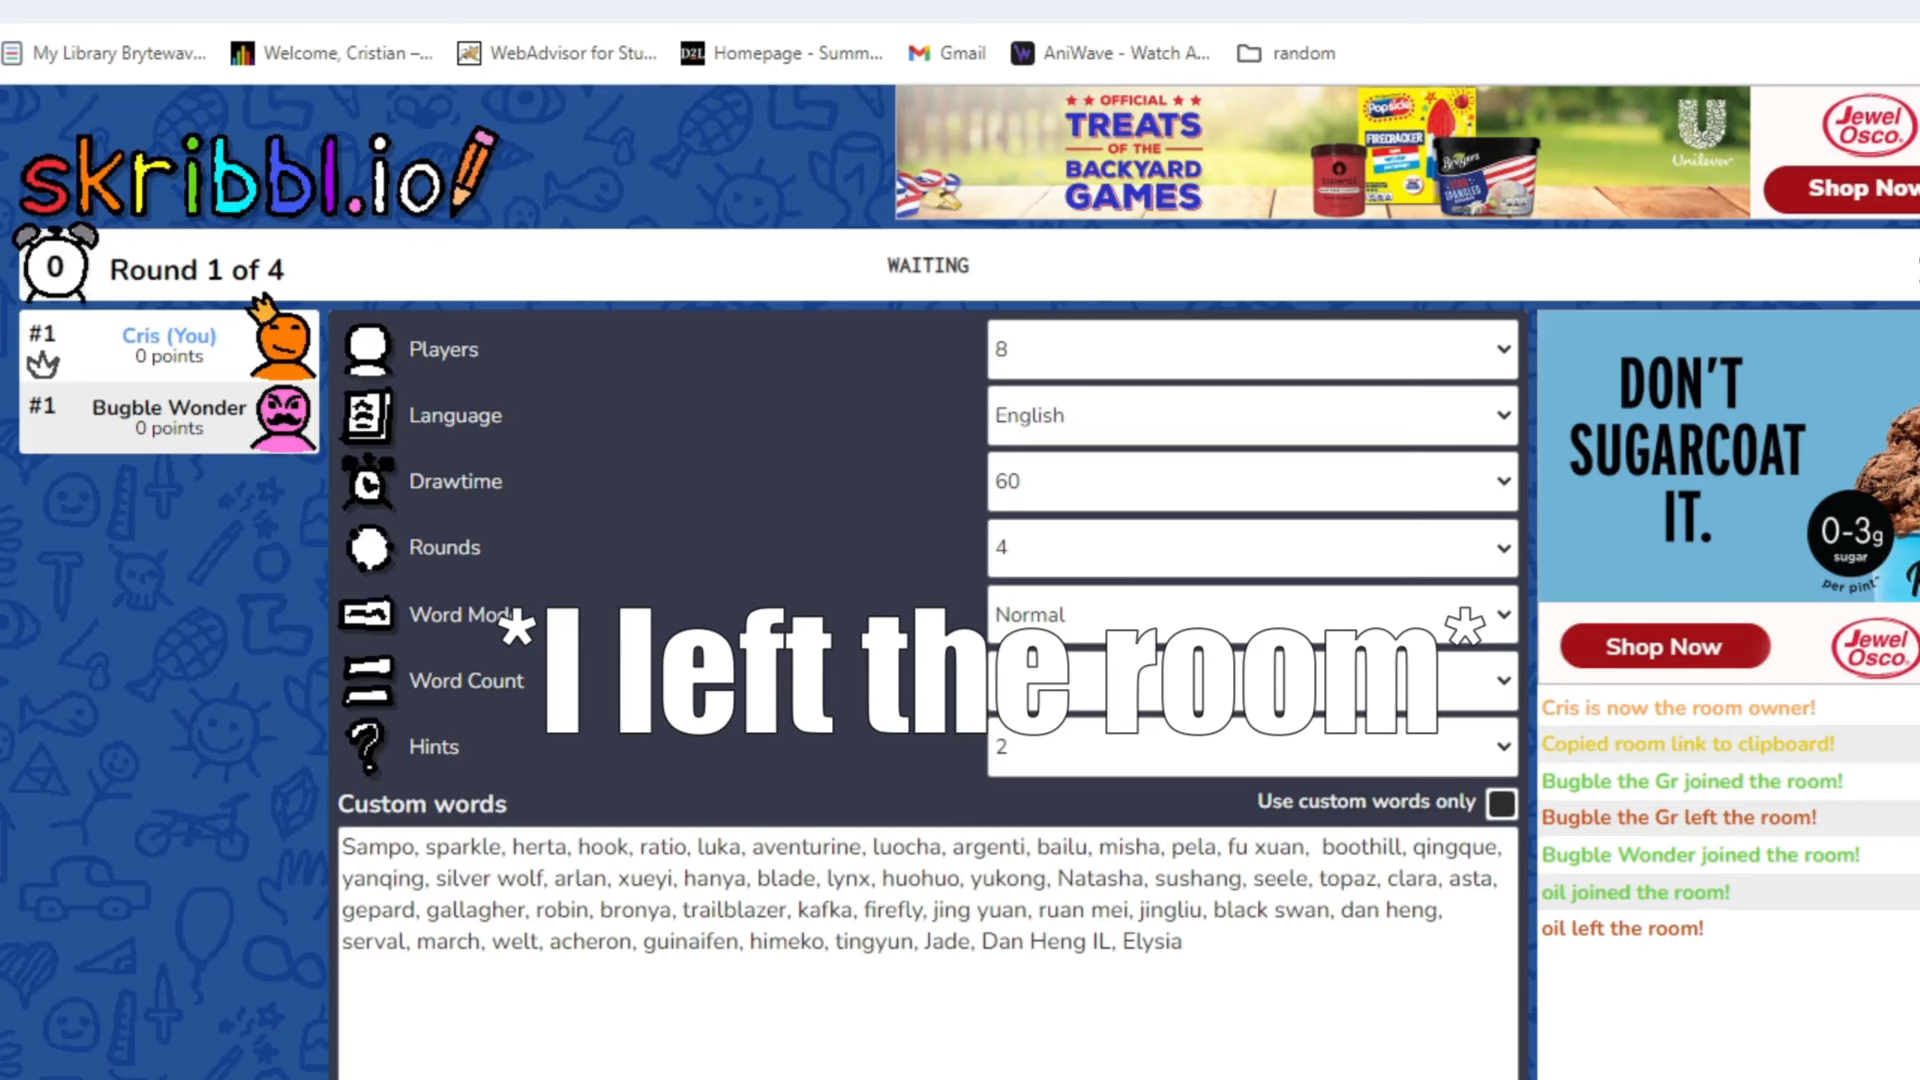 My Library Brytewav...
Welcome, Cristian –...
WebAdvisor for Stu...
D2L
Homepage - Summ...
Gmail
W
AniWave - Watch A...
random
skribbl.io
OFFICIAL
TREATS
OF THE
BACKYARD
GAMES
Popsicle
FIRECRACKER
Breyers
Unilever
Jewel
Osco
Shop Now
0
Round 1 of 4
WAITING
#1
Cris (You)
0 points
#1
Bugble Wonder
0 points
Players
8
Language
English
Drawtime
60
Rounds
4
Word Mod
Normal
*I left the room*
Word Count
Hints
2
Custom words
Use custom words only
Sampo, sparkle, herta, hook, ratio, luka, aventurine, luocha, argenti, bailu, misha, pela, fu xuan, boothill, qingque,
yanqing, silver wolf, arlan, xueyi, hanya, blade, lynx, huohuo, yukong, Natasha, sushang, seele, topaz, clara, asta,
gepard, gallagher, robin, bronya, trailblazer, kafka, firefly, jing yuan, ruan mei, jingliu, black swan, dan heng,
serval, march, welt, acheron, guinaifen, himeko, tingyun, Jade, Dan Heng IL, Elysia
DON'T
SUGARCOAT
IT.
0-3g
sugar
per pint
Shop Now
Jewel
Osco
Cris is now the room owner!
Copied room link to clipboard!
Bugble the Gr joined the room!
Bugble the Gr left the room!
Bugble Wonder joined the room!
oil joined the room!
oil left the room!